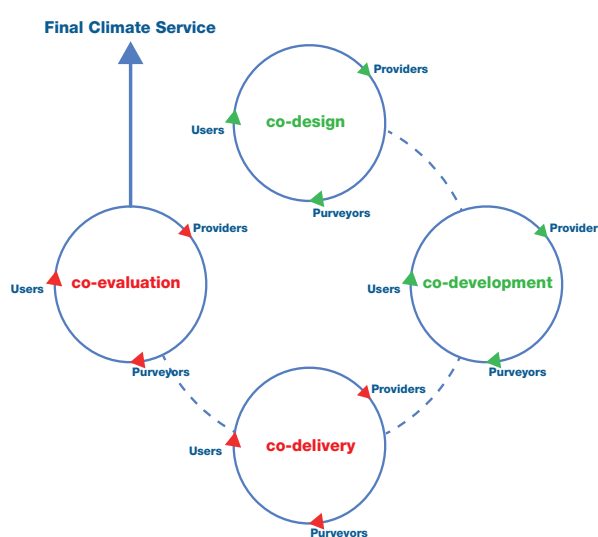 Final Climate Service
Providers
co-design
Users
Purveyors
Providers
Users
co-evaluation
Purveyors
Provider
Users
co-development
Purveyors
Providers
Users
co-delivery
Purveyors